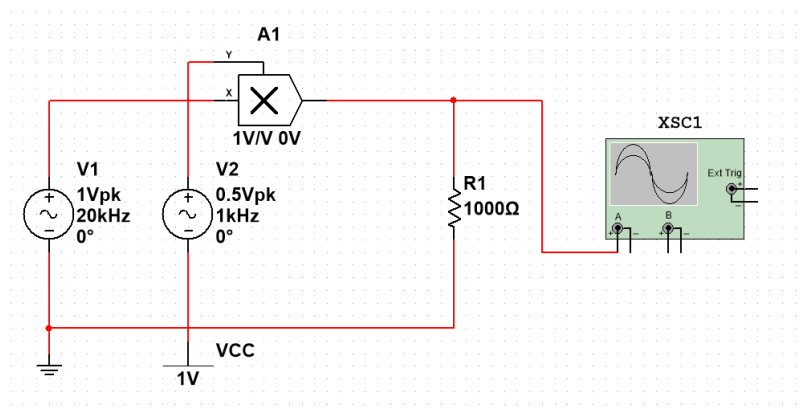 A1
Y
X
1V/V 0V
V1
1Vpk
20kHz
0°
V2
0.5Vpk
1kHz
0°
R1
1000Ω
VCC
1V
XSC1
Ext Trig
+
−
A
B
+
−
+
−